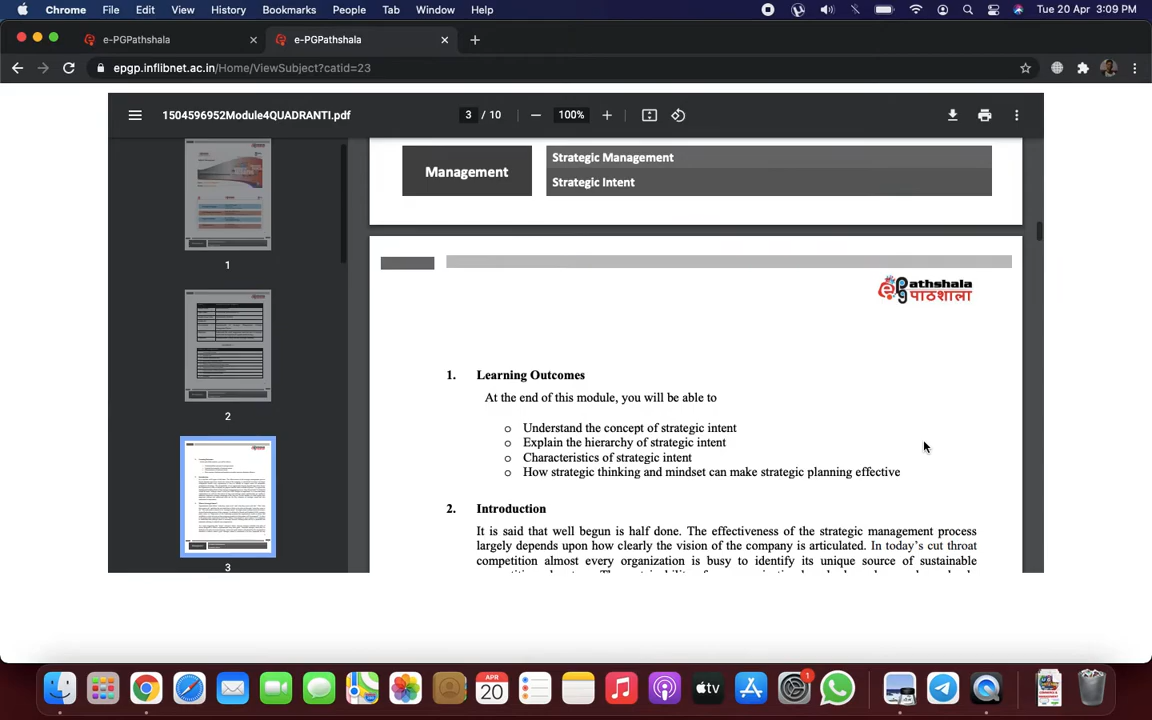 Chrome File Edit View History Bookmarks People Tab Window Help Tue 20 Apr 3:09 PM
e-PGPathshala e-PGPathshala
epgp.inflibnet.ac.in/Home/ViewSubject?catid=23
1504596952Module4QUADRANTI.pdf 3 / 10 100%
1
2
3
Management
Strategic Management
Strategic Intent
e Pathshala
पाठशाला
1. Learning Outcomes
At the end of this module, you will be able to
o Understand the concept of strategic intent
o Explain the hierarchy of strategic intent
o Characteristics of strategic intent
o How strategic thinking and mindset can make strategic planning effective
2. Introduction
It is said that well begun is half done. The effectiveness of the strategic management process
largely depends upon how clearly the vision of the company is articulated. In today's cut throat
competition almost every organization is busy to identify its unique source of sustainable
APR
20
tv
1